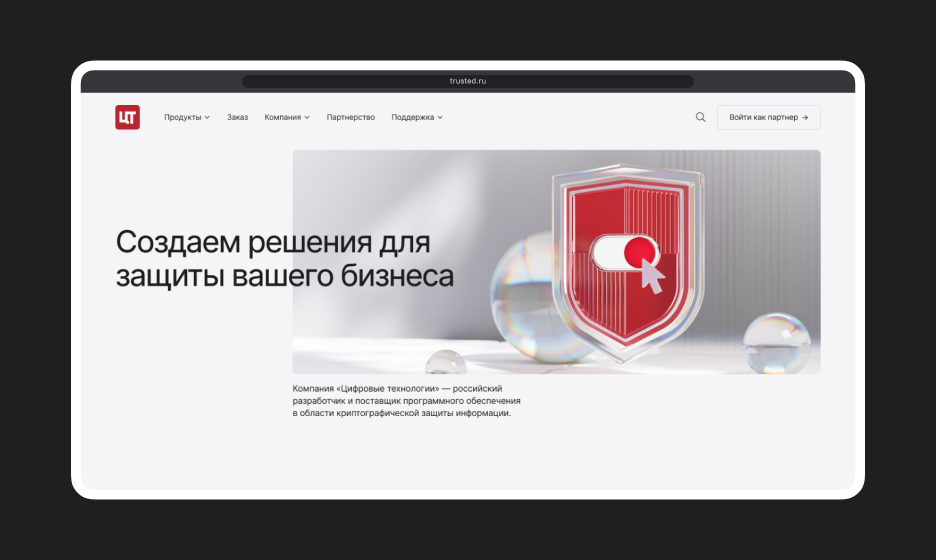 trusted.ru
ЦТ
Продукты
Заказ
Компания
Партнерство
Поддержка
Войти как партнер →
Создаем решения для
защиты вашего бизнеса
Компания «Цифровые технологии» — российский
разработчик и поставщик программного обеспечения
в области криптографической защиты информации.